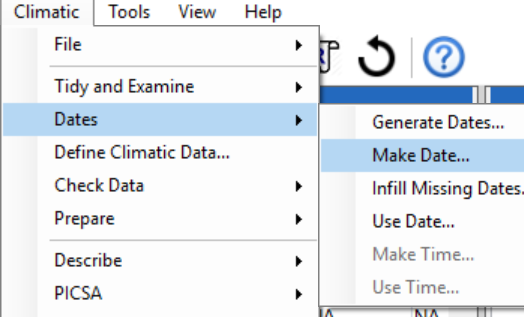 Climatic Tools View Help
File
Tidy and Examine
Dates
Define Climatic Data...
Check Data
Prepare
Describe
PICSA
Generate Dates...
Make Date...
Infill Missing Dates.
Use Date...
Make Time...
Use Time...
NA